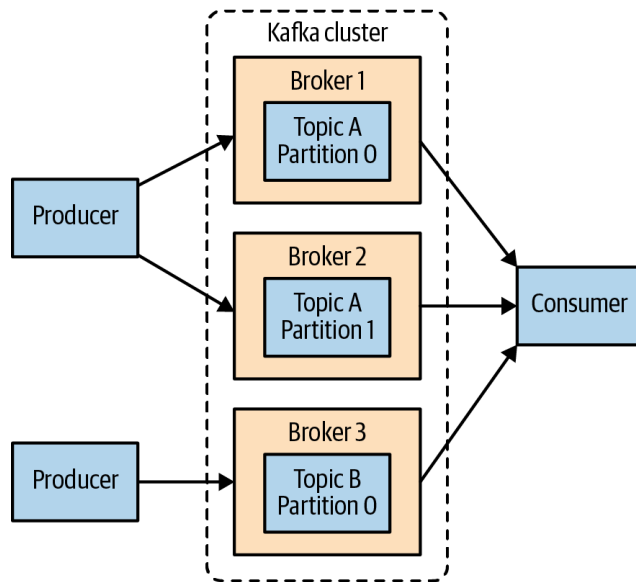 Kafka cluster
Broker 1
Topic A
Partition 0
Producer
Broker 2
Topic A
Partition 1
Consumer
Broker 3
Topic B
Partition 0
Producer